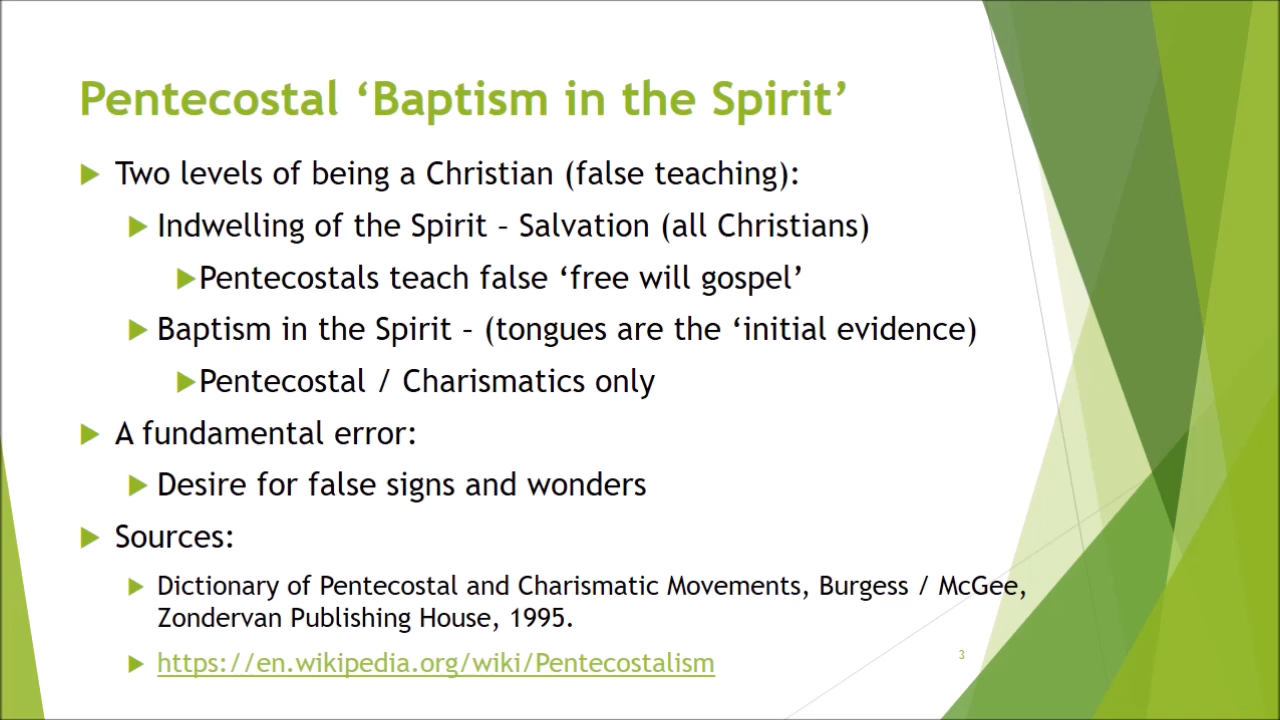 Pentecostal ‘Baptism in the Spirit’
Two levels of being a Christian (false teaching):
Indwelling of the Spirit – Salvation (all Christians)
Pentecostals teach false ‘free will gospel’
Baptism in the Spirit – (tongues are the ‘initial evidence)
Pentecostal / Charismatics only
A fundamental error:
Desire for false signs and wonders
Sources:
Dictionary of Pentecostal and Charismatic Movements, Burgess / McGee,
Zondervan Publishing House, 1995.
https://en.wikipedia.org/wiki/Pentecostalism
3